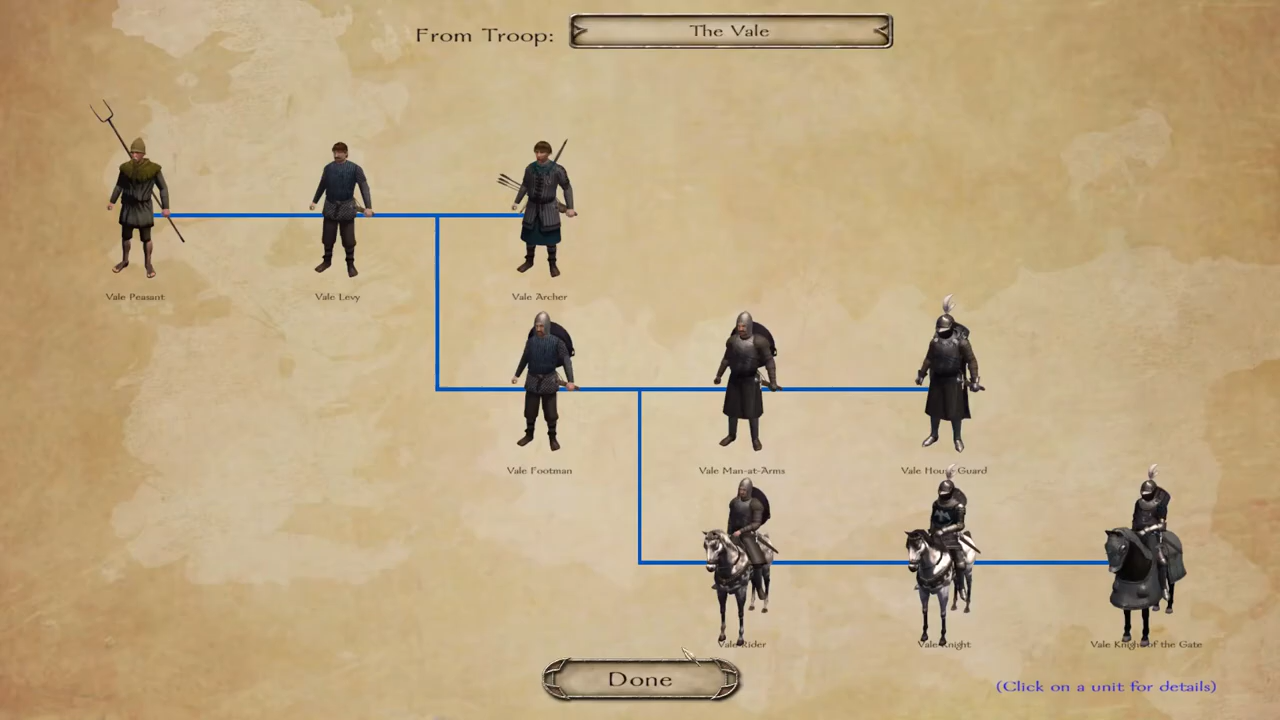 From Troop:
The Vale
Vale Peasant
Vale Levy
Vale Archer
Vale Footman
Vale Man-at-Arms
Vale House Guard
Vale Rider
Vale Knight
Vale Knight of the Gate
Done
(Click on a unit for details)